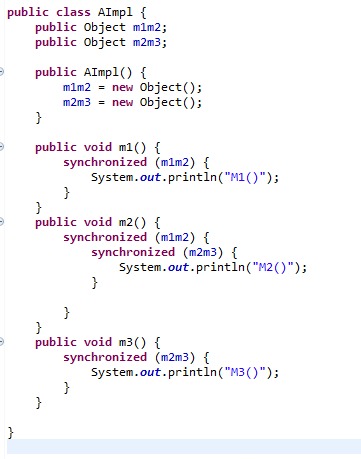 public class AImpl {
public Object m1m2;
public Object m2m3;
public AImpl() {
m1m2 = new Object();
m2m3 = new Object();
}
public void m1() {
synchronized (m1m2) {
System.out.println("M1()");
}
}
public void m2() {
synchronized (m1m2) {
synchronized (m2m3) {
System.out.println("M2()");
}
}
}
public void m3() {
synchronized (m2m3) {
System.out.println("M3()");
}
}
}